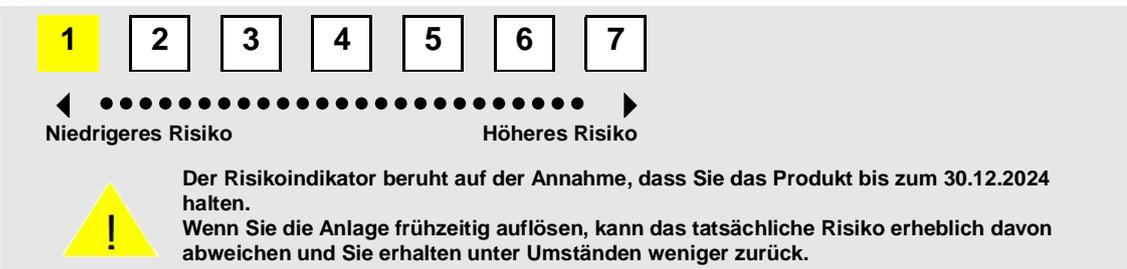 1 2 3 4 5 6 7
Niedrigeres Risiko Höheres Risiko
Der Risikoindikator beruht auf der Annahme, dass Sie das Produkt bis zum 30.12.2024
halten.
Wenn Sie die Anlage frühzeitig auflösen, kann das tatsächliche Risiko erheblich davon
abweichen und Sie erhalten unter Umständen weniger zurück.
!